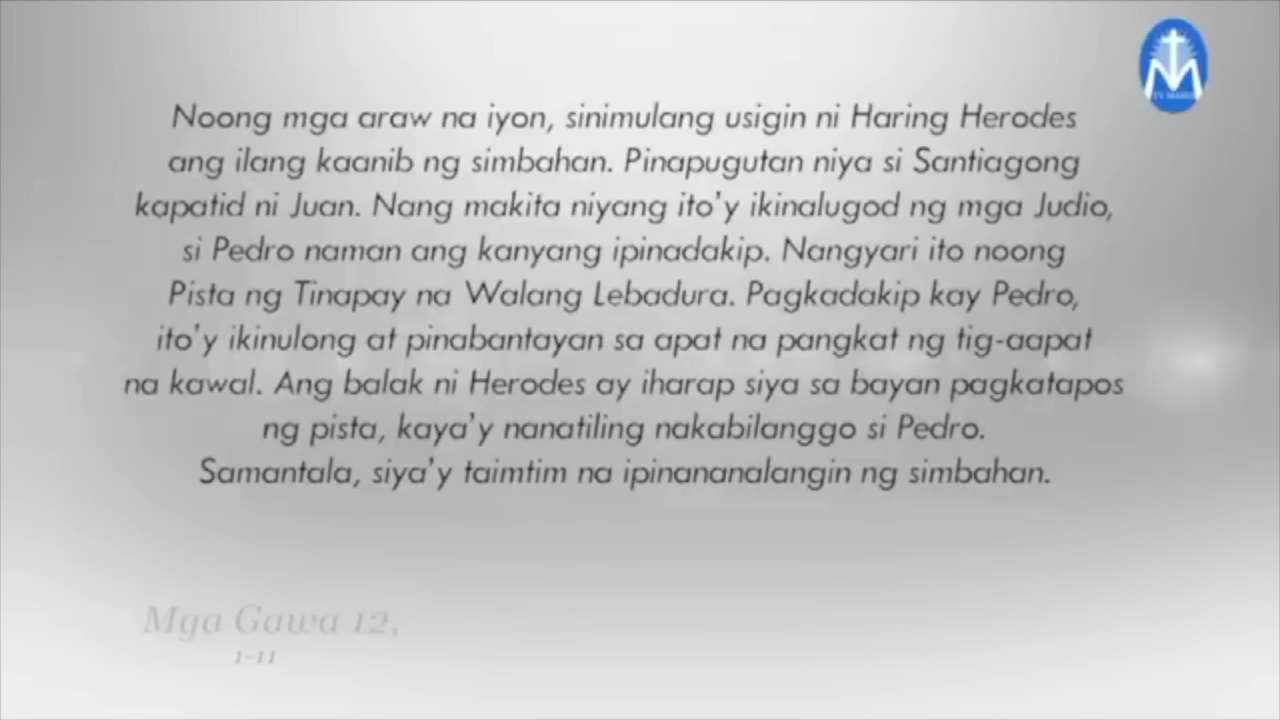 TV MARIA
Noong mga araw na iyon, sinimulang usigin ni Haring Herodes
ang ilang kaanib ng simbahan. Pinapugutan niya si Santiagong
kapatid ni Juan. Nang makita niyang ito'y ikinalugod ng mga Judio,
si Pedro naman ang kanyang ipinadakip. Nangyari ito noong
Pista ng Tinapay na Walang Lebadura. Pagkadakip kay Pedro,
ito'y ikinulong at pinabantayan sa apat na pangkat ng tig-aapat
na kawal. Ang balak ni Herodes ay iharap siya sa bayan pagkatapos
ng pista, kaya'y nanatiling nakabilanggo si Pedro.
Samantala, siya'y taimtim na ipinananalangin ng simbahan.
Mga Gawa 12,
1-11